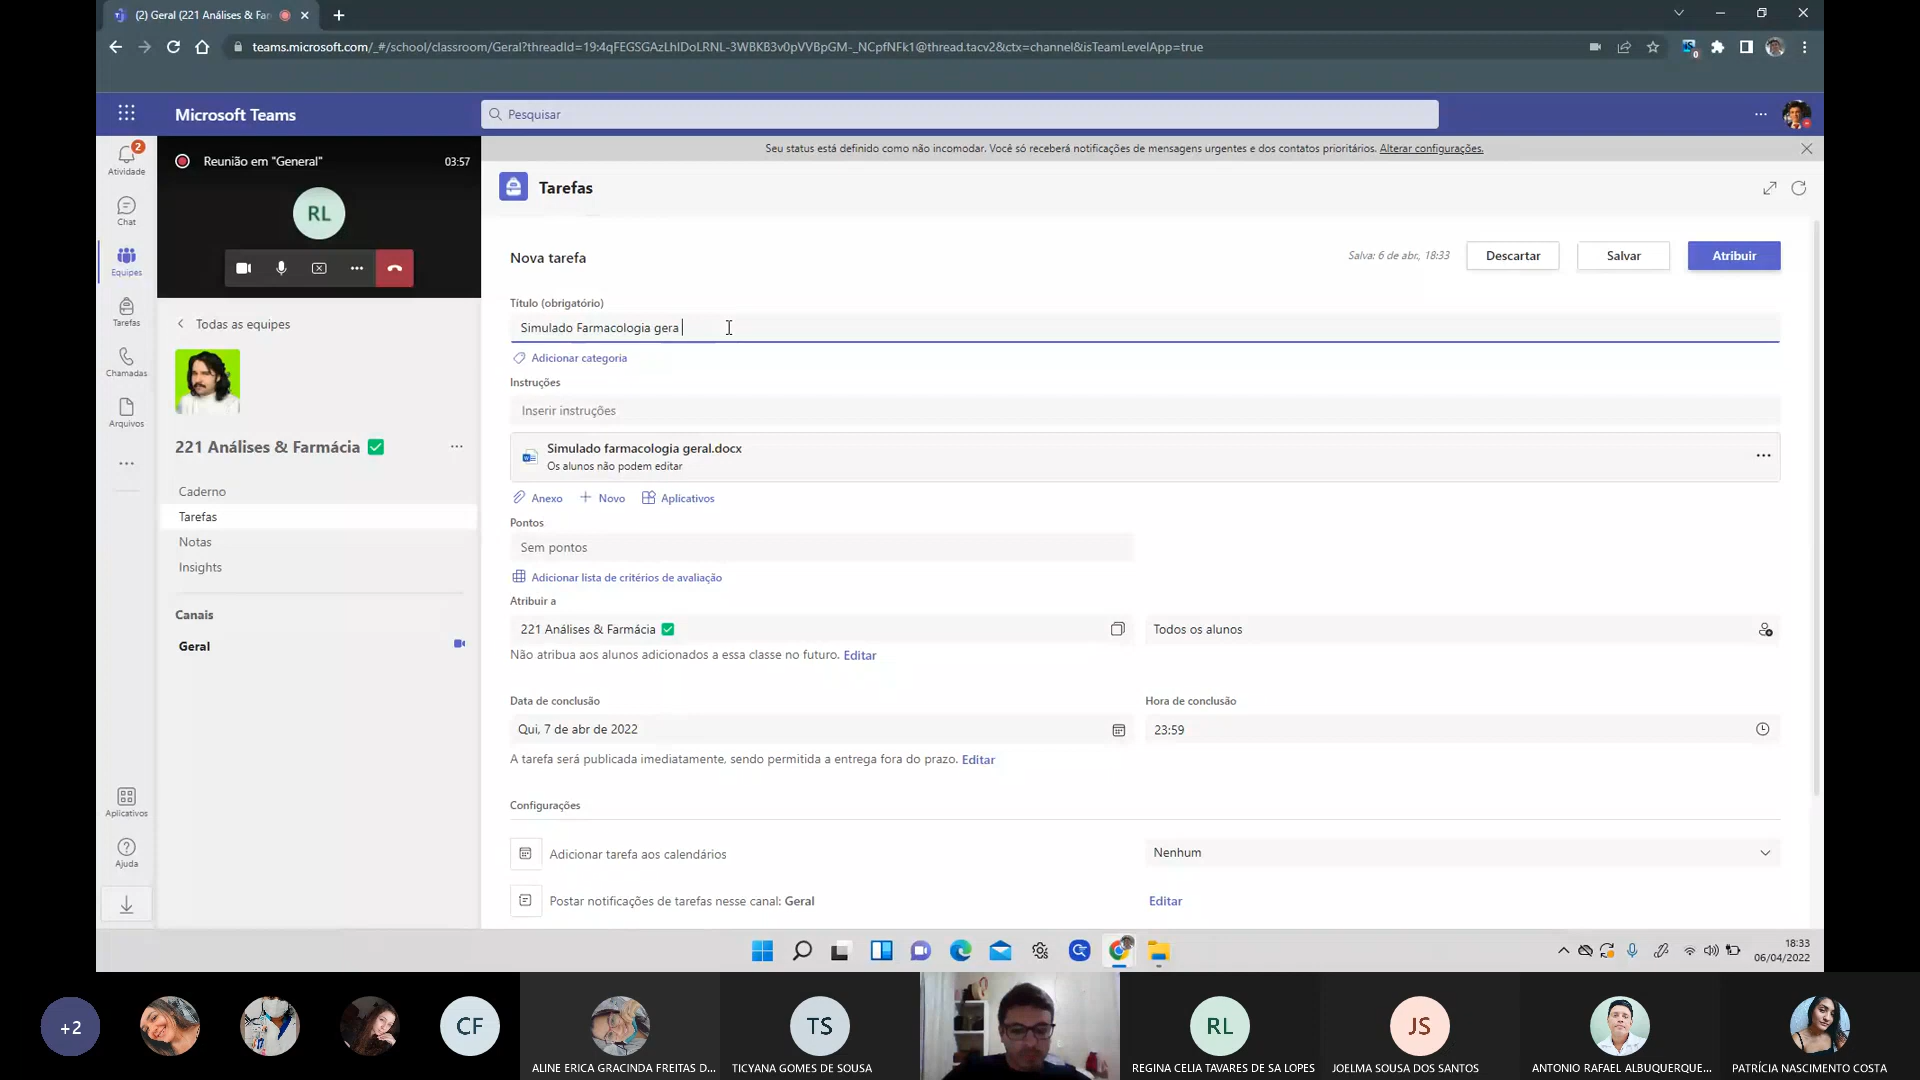 (2) Geral (221 Análises & Far
teams.microsoft.com/_#/school/classroom/Geral?threadId=19:4qFEGSGAzLhIDoLRNL-3WBKB3v0pVVBpGM-_NCpfNFk1@thread.tacv2&ctx=channel&isTeamLevelApp=true
0
Microsoft Teams
Pesquisar
Seu status está definido como não incomodar. Você só receberá notificações de mensagens urgentes e dos contatos prioritários. Alterar configurações.
2
Atividade
Chat
Equipes
Tarefas
Chamadas
Arquivos
Aplicativos
Ajuda
Reunião em "General"
03:57
RL
Todas as equipes
221 Análises & Farmácia
Caderno
Tarefas
Notas
Insights
Canais
Geral
Tarefas
Nova tarefa
Salva: 6 de abr, 18:33
Descartar
Salvar
Atribuir
Título (obrigatório)
Simulado Farmacologia gera
Adicionar categoria
Instruções
Inserir instruções
Simulado farmacologia geral.docx
Os alunos não podem editar
Anexo
Novo
Aplicativos
Pontos
Sem pontos
Adicionar lista de critérios de avaliação
Atribuir a
221 Análises & Farmácia
Todos os alunos
Não atribua aos alunos adicionados a essa classe no futuro. Editar
Data de conclusão
Hora de conclusão
Qui, 7 de abr de 2022
23:59
A tarefa será publicada imediatamente, sendo permitida a entrega fora do prazo. Editar
Configurações
Adicionar tarefa aos calendários
Nenhum
Postar notificações de tarefas nesse canal: Geral
Editar
18:33
06/04/2022
+2
CF
TS
RL
JS
ALINE ERICA GRACINDA FREITAS D...
TICYANA GOMES DE SOUSA
REGINA CELIA TAVARES DE SA LOPES
JOELMA SOUSA DOS SANTOS
ANTONIO RAFAEL ALBUQUERQUE...
PATRÍCIA NASCIMENTO COSTA